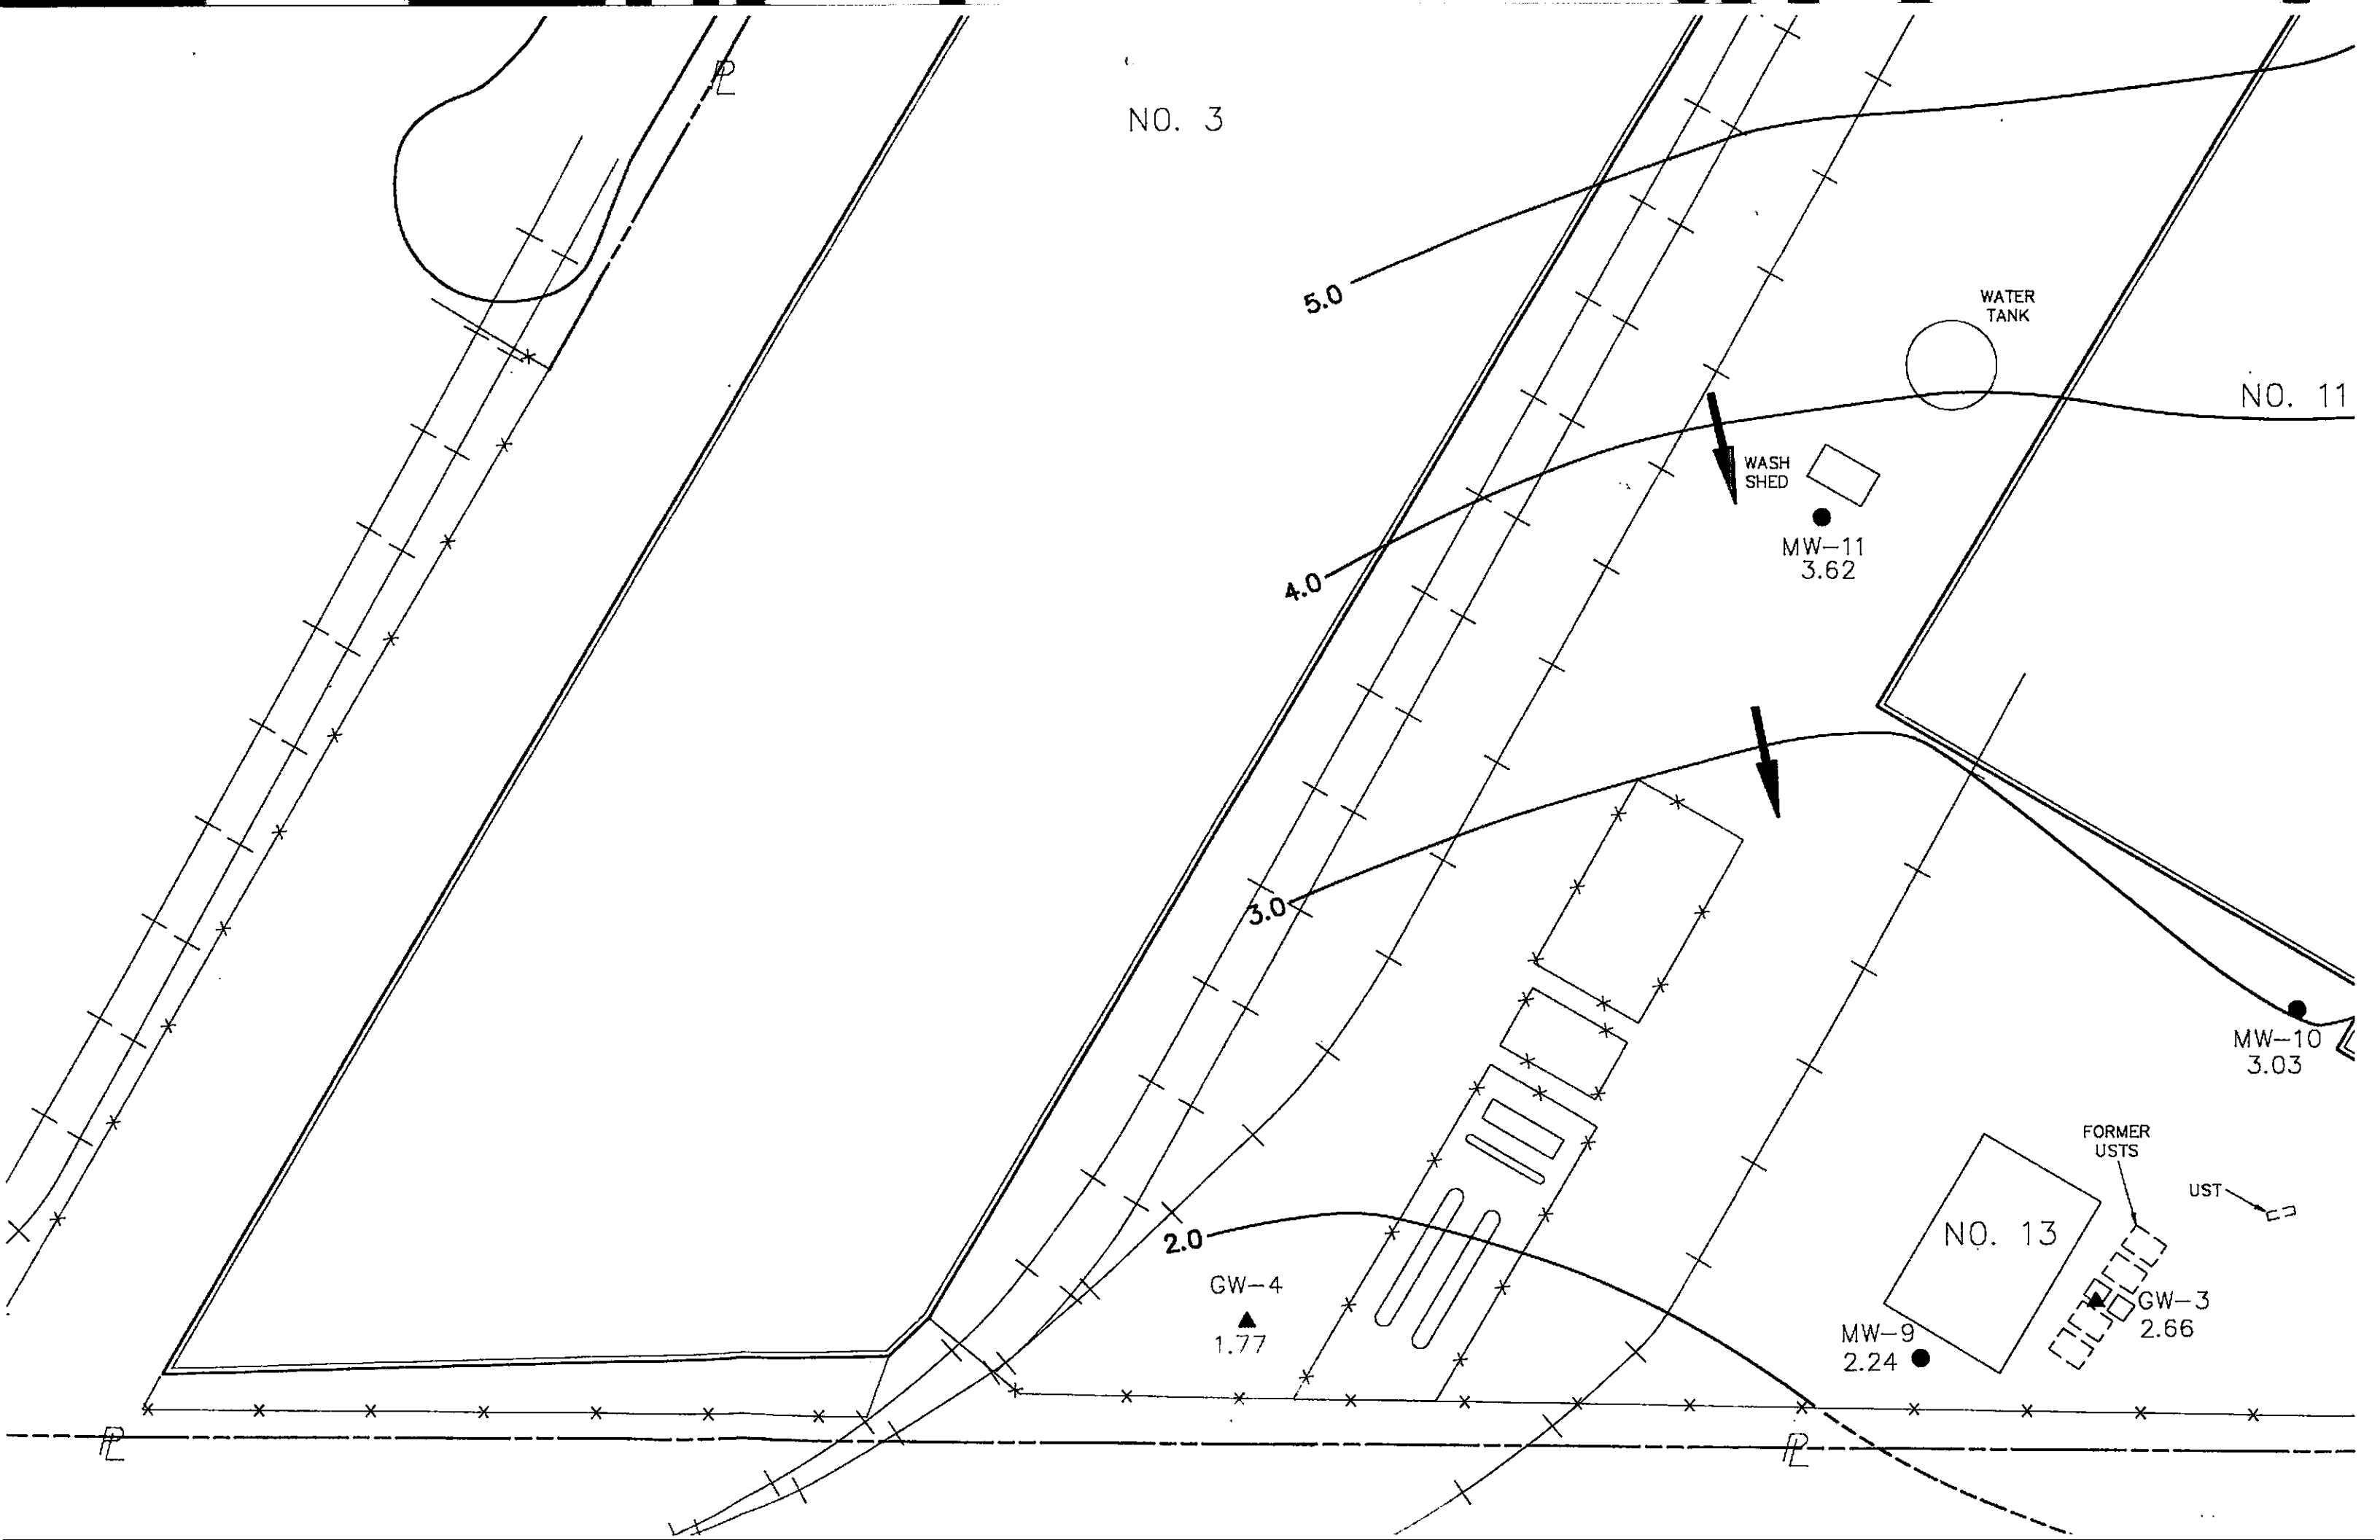 PL
NO. 3
5.0
WATER
TANK
NO. 11
WASH
SHED
MW-11
3.62
4.0
3.0
MW-10
3.03
FORMER
USTS
UST
2.0
NO. 13
GW-4
1.77
GW-3
2.66
MW-9
2.24
PL
PL